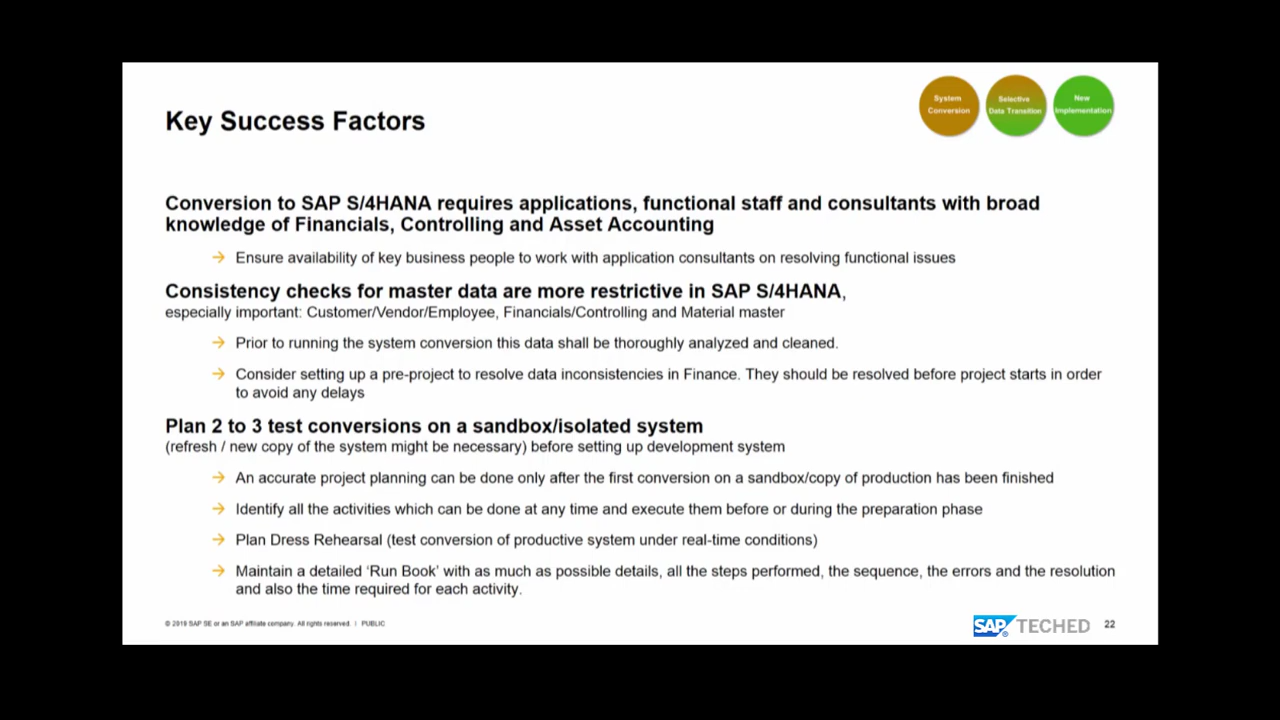 System
Conversion
Selective
Data Transition
New
Implementation
Key Success Factors
Conversion to SAP S/4HANA requires applications, functional staff and consultants with broad
knowledge of Financials, Controlling and Asset Accounting
→ Ensure availability of key business people to work with application consultants on resolving functional issues
Consistency checks for master data are more restrictive in SAP S/4HANA,
especially important: Customer/Vendor/Employee, Financials/Controlling and Material master
→ Prior to running the system conversion this data shall be thoroughly analyzed and cleaned.
→ Consider setting up a pre-project to resolve data inconsistencies in Finance. They should be resolved before project starts in order
to avoid any delays
Plan 2 to 3 test conversions on a sandbox/isolated system
(refresh / new copy of the system might be necessary) before setting up development system
→ An accurate project planning can be done only after the first conversion on a sandbox/copy of production has been finished
→ Identify all the activities which can be done at any time and execute them before or during the preparation phase
→ Plan Dress Rehearsal (test conversion of productive system under real-time conditions)
→ Maintain a detailed ‘Run Book’ with as much as possible details, all the steps performed, the sequence, the errors and the resolution
and also the time required for each activity.
© 2019 SAP SE or an SAP affiliate company. All rights reserved. | PUBLIC
SAP® TECHED 22